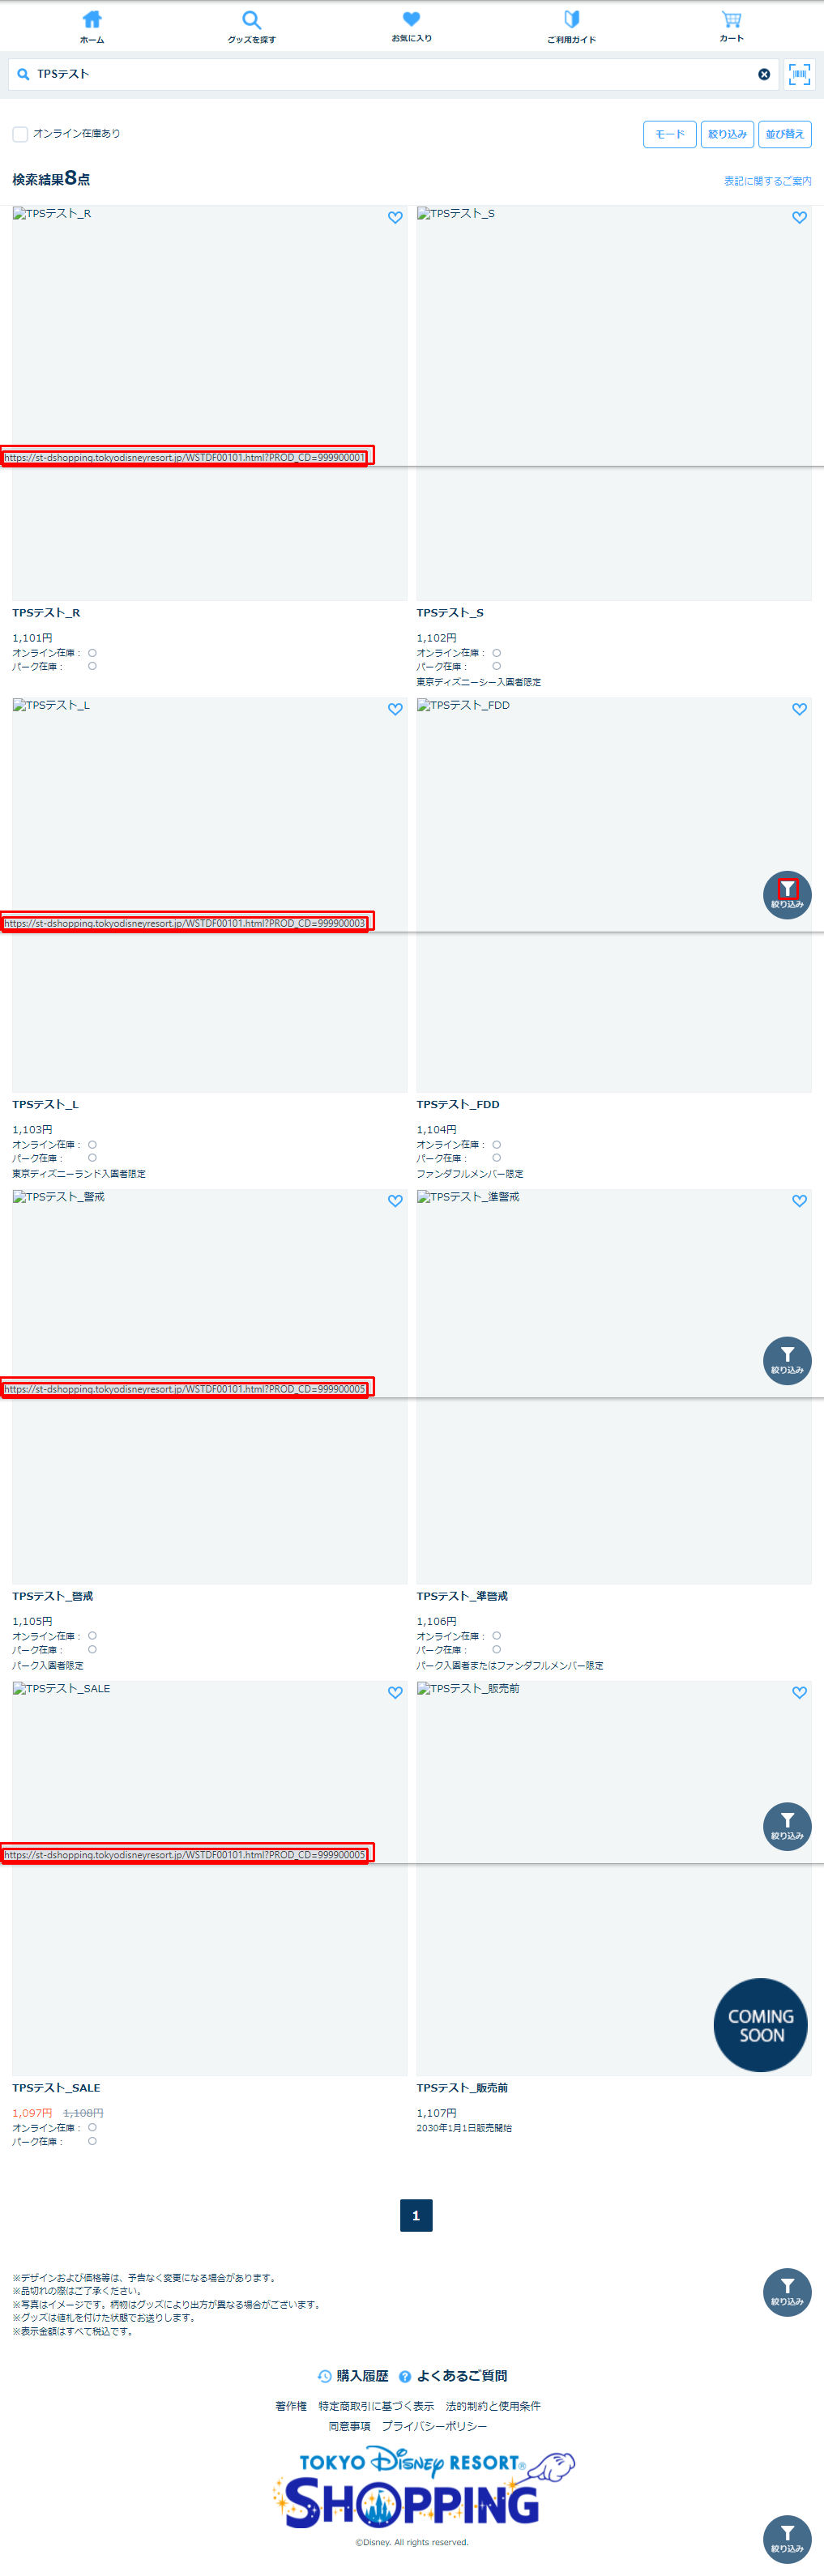 ホーム
グッズを探す
お気に入り
ご利用ガイド
カート
TPSテスト
オンライン在庫あり
モード
絞り込み
並び替え
検索結果8点
表記に関するご案内
TPSテスト_R
TPSテスト_S
https://st-dshopping.tokyodisneyresort.jp/WSTDF00101.html?PROD_CD=999900001
TPSテスト_R
1,101円
オンライン在庫： ○
パーク在庫： ○
TPSテスト_S
1,102円
オンライン在庫： ○
パーク在庫： ○
東京ディズニーシー入園者限定
TPSテスト_L
TPSテスト_FDD
絞り込み
https://st-dshopping.tokyodisneyresort.jp/WSTDF00101.html?PROD_CD=999900003
TPSテスト_L
1,103円
オンライン在庫： ○
パーク在庫： ○
東京ディズニーランド入園者限定
TPSテスト_FDD
1,104円
オンライン在庫： ○
パーク在庫： ○
ファンダフルメンバー限定
TPSテスト_警戒
TPSテスト_準警戒
絞り込み
https://st-dshopping.tokyodisneyresort.jp/WSTDF00101.html?PROD_CD=999900005
TPSテスト_警戒
1,105円
オンライン在庫： ○
パーク在庫： ○
パーク入園者限定
TPSテスト_準警戒
1,106円
オンライン在庫： ○
パーク在庫： ○
パーク入園者またはファンダフルメンバー限定
TPSテスト_SALE
TPSテスト_販売前
絞り込み
https://st-dshopping.tokyodisneyresort.jp/WSTDF00101.html?PROD_CD=999900005
COMING
SOON
TPSテスト_SALE
1,097円 1,108円
オンライン在庫： ○
パーク在庫： ○
TPSテスト_販売前
1,107円
2030年1月1日販売開始
1
※デザインおよび価格等は、予告なく変更になる場合があります。
※品切れの際はご了承ください。
※写真はイメージです。柄物はグッズにより出方が異なる場合がございます。
※グッズは値札を付けた状態でお送りします。
※表示金額はすべて税込です。
絞り込み
購入履歴 よくあるご質問
著作権 特定商取引に基づく表示 法的制約と使用条件
同意事項 プライバシーポリシー
TOKYO Disney RESORT®
SHOPPING
©Disney. All rights reserved.
絞り込み